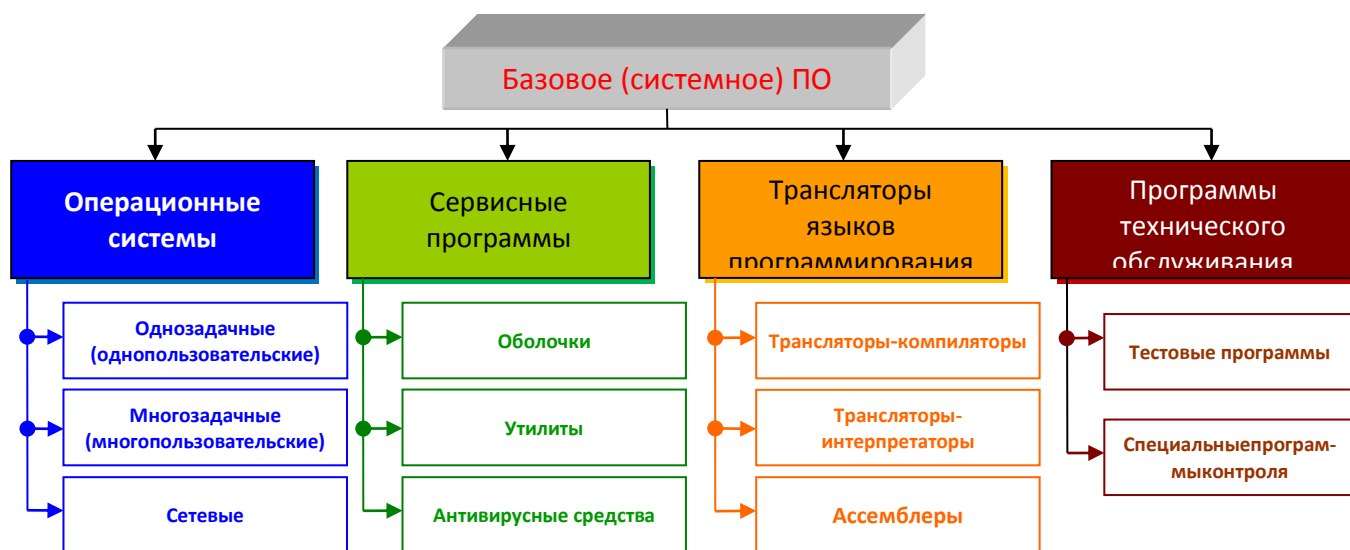 Базовое (системное) ПО
Операционные
системы
Сервисные
программы
Трансляторы
языков
программирования
Программы
технического
обслуживания
Однозадачные
(однопользовательские)
Многозадачные
(многопользовательские)
Сетевые
Оболочки
Утилиты
Антивирусные средства
Трансляторы-компиляторы
Трансляторы-
интерпретаторы
Ассемблеры
Тестовые программы
Специальныепрограм-
мыконтроля